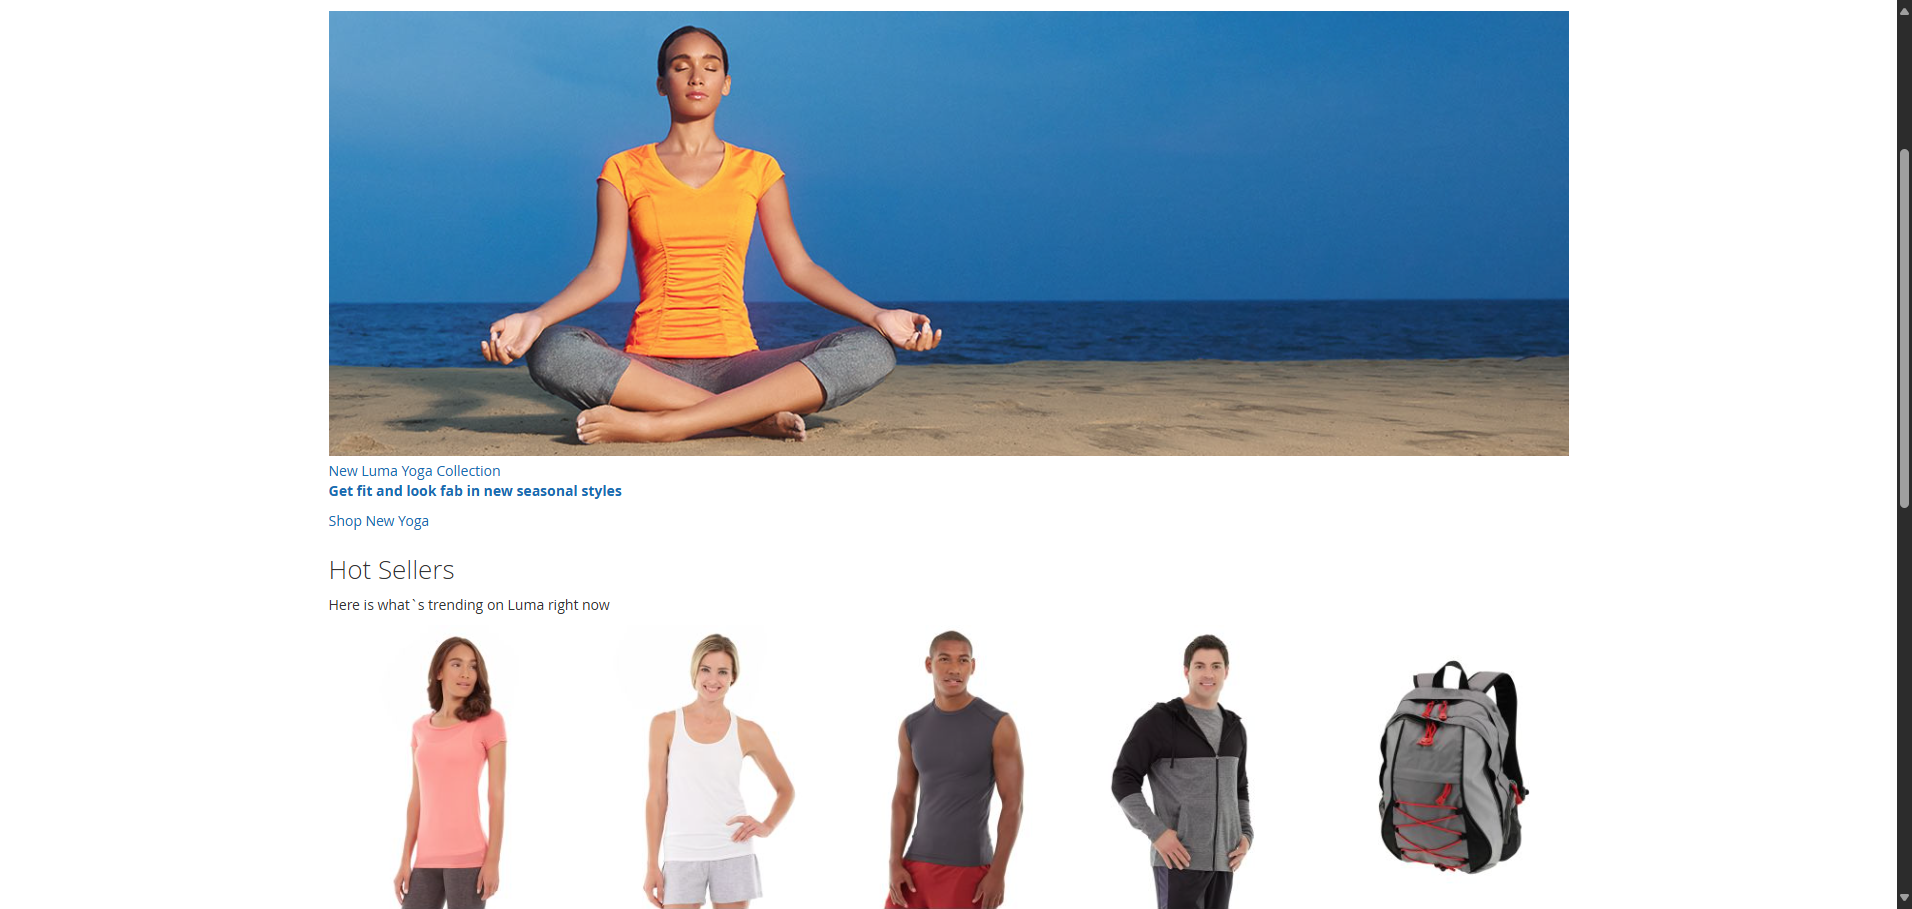 New Luma Yoga Collection
Get fit and look fab in new seasonal styles
Shop New Yoga
Hot Sellers
Here is what`s trending on Luma right now